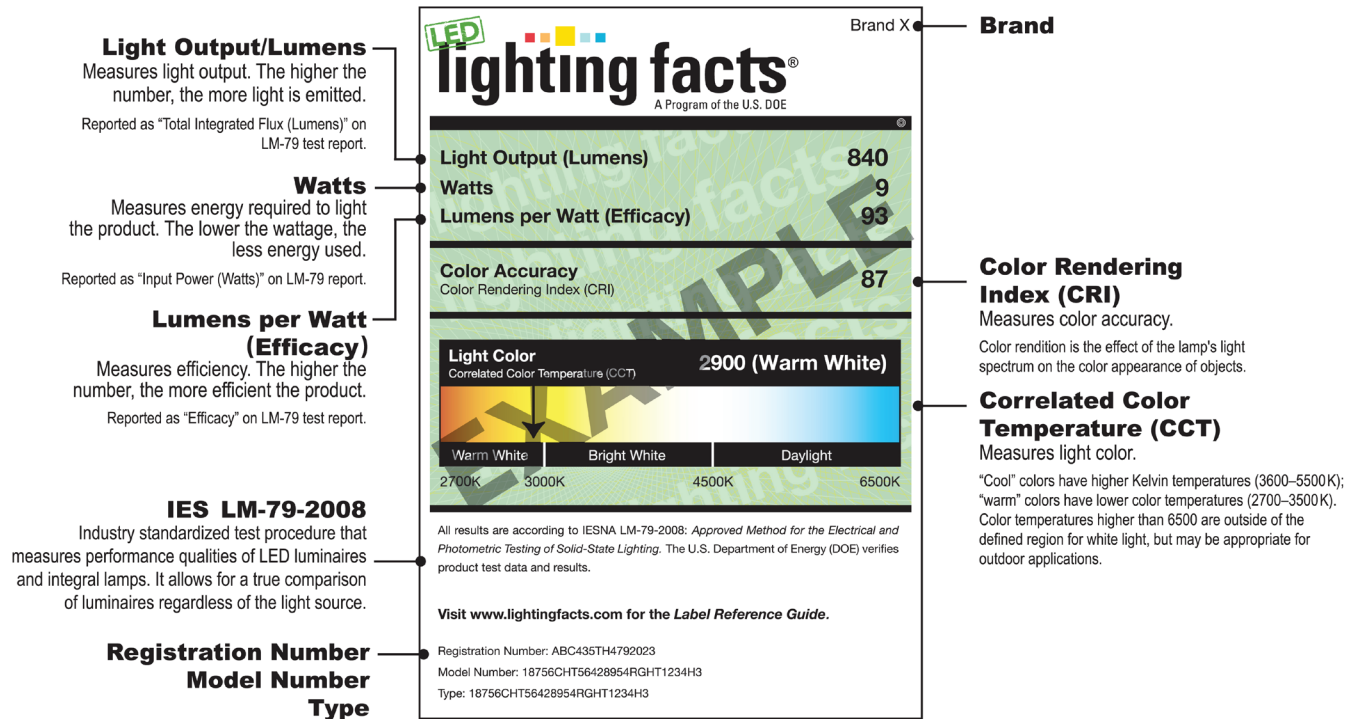 Light Output/Lumens
Measures light output. The higher the
number, the more light is emitted.
Reported as “Total Integrated Flux (Lumens)” on
LM-79 test report.
Watts
Measures energy required to light
the product. The lower the wattage, the
less energy used.
Reported as “Input Power (Watts)” on LM-79 report.
Lumens per Watt
(Efficacy)
Measures efficiency. The higher the
number, the more efficient the product.
Reported as “Efficacy” on LM-79 test report.
IES LM-79-2008
Industry standardized test procedure that
measures performance qualities of LED luminaires
and integral lamps. It allows for a true comparison
of luminaires regardless of the light source.
Registration Number
Model Number
Type
LED
Brand X
lighting facts®
A Program of the U.S. DOE
Light Output (Lumens) 840
Watts 9
Lumens per Watt (Efficacy) 93
Color Accuracy
Color Rendering Index (CRI) 87
Light Color
Correlated Color Temperature (CCT) 2900 (Warm White)
Warm White Bright White Daylight
2700K 3000K 4500K 6500K
EXAMPLE
All results are according to IESNA LM-79-2008: Approved Method for the Electrical and
Photometric Testing of Solid-State Lighting. The U.S. Department of Energy (DOE) verifies
product test data and results.
Visit www.lightingfacts.com for the Label Reference Guide.
Registration Number: ABC435TH4792023
Model Number: 18756CHT56428954RGHT1234H3
Type: 18756CHT56428954RGHT1234H3
Brand
Color Rendering
Index (CRI)
Measures color accuracy.
Color rendition is the effect of the lamp's light
spectrum on the color appearance of objects.
Correlated Color
Temperature (CCT)
Measures light color.
“Cool” colors have higher Kelvin temperatures (3600–5500K);
“warm” colors have lower color temperatures (2700–3500K).
Color temperatures higher than 6500 are outside of the
defined region for white light, but may be appropriate for
outdoor applications.